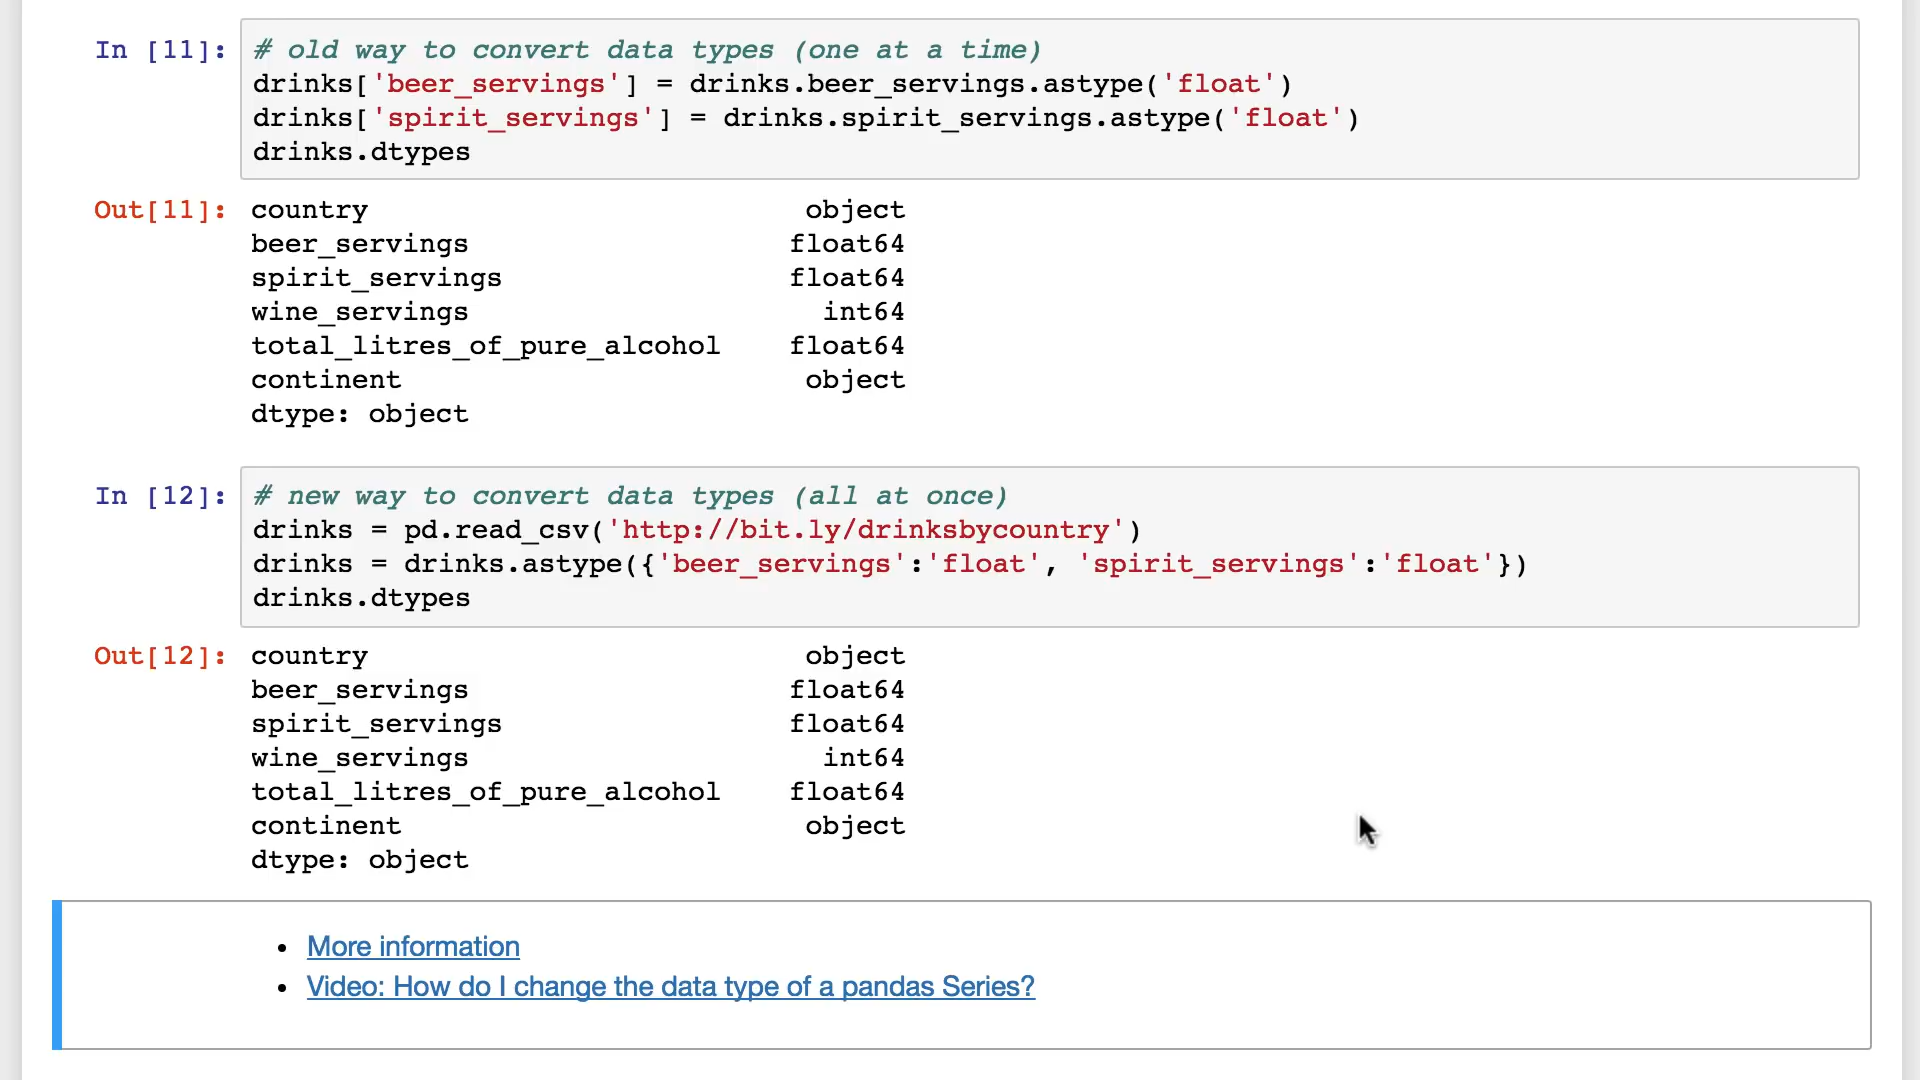 In [11]: # old way to convert data types (one at a time)
drinks['beer_servings'] = drinks.beer_servings.astype('float')
drinks['spirit_servings'] = drinks.spirit_servings.astype('float')
drinks.dtypes
Out[11]: country object
beer_servings float64
spirit_servings float64
wine_servings int64
total_litres_of_pure_alcohol float64
continent object
dtype: object
In [12]: # new way to convert data types (all at once)
drinks = pd.read_csv('http://bit.ly/drinksbycountry')
drinks = drinks.astype({'beer_servings':'float', 'spirit_servings':'float'})
drinks.dtypes
Out[12]: country object
beer_servings float64
spirit_servings float64
wine_servings int64
total_litres_of_pure_alcohol float64
continent object
dtype: object
• More information
• Video: How do I change the data type of a pandas Series?